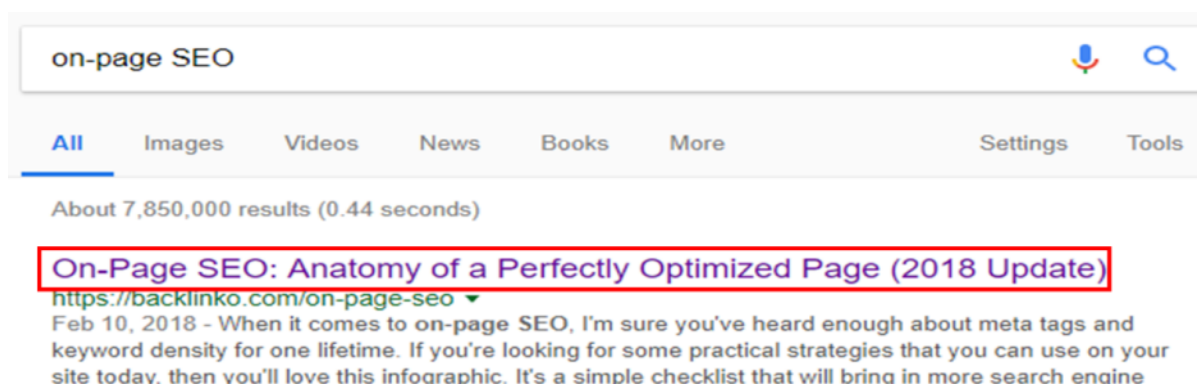 on-page SEO
All Images Videos News Books More Settings Tools
About 7,850,000 results (0.44 seconds)
On-Page SEO: Anatomy of a Perfectly Optimized Page (2018 Update)
https://backlinko.com/on-page-seo
Feb 10, 2018 - When it comes to on-page SEO, I'm sure you've heard enough about meta tags and
keyword density for one lifetime. If you're looking for some practical strategies that you can use on your
site today, then you'll love this infographic. It's a simple checklist that will bring in more search engine